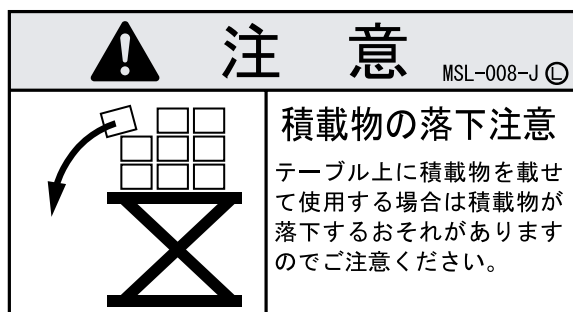 注 意 MSL-008-J Ⓛ
積載物の落下注意
テーブル上に積載物を載せ
て使用する場合は積載物が
落下するおそれがあります
のでご注意ください。